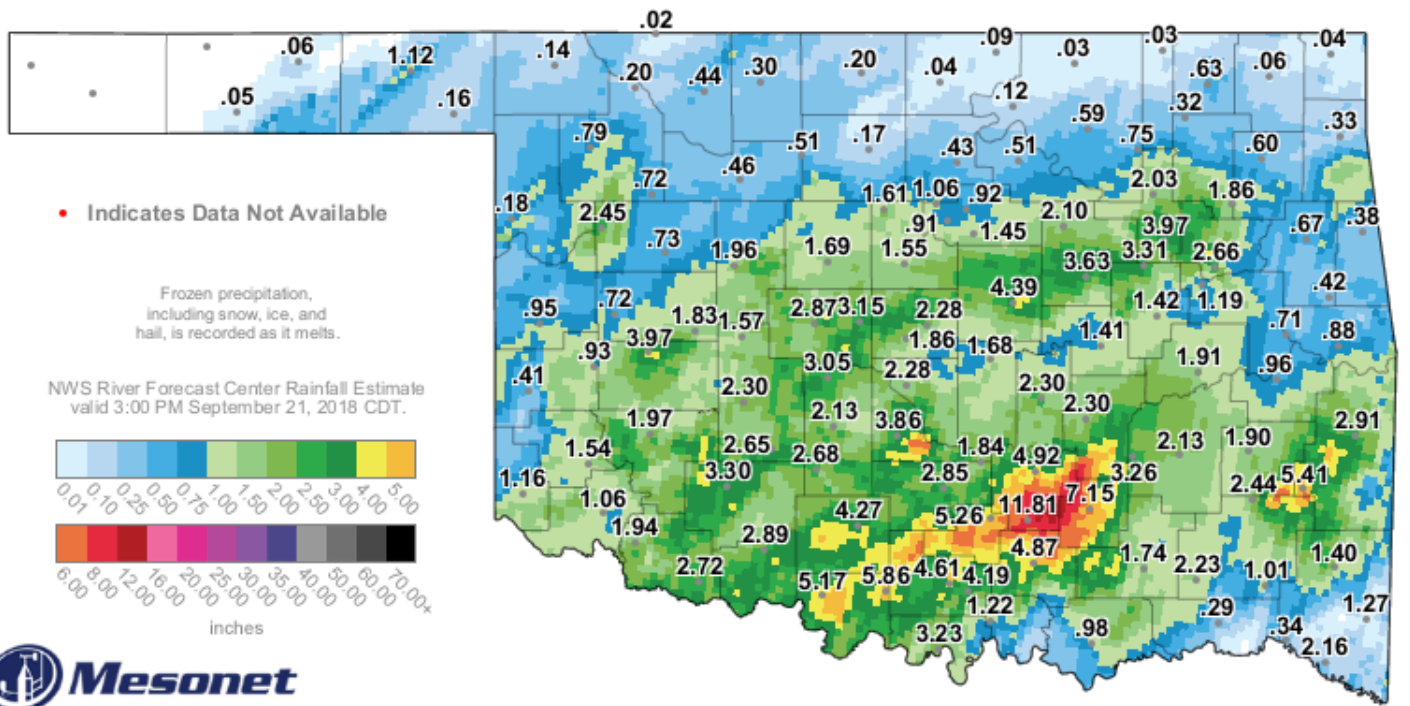 .02
.09 .03 .03 .04
.06 1.12 .14 .20 .44 .30 .20 .04 .63 .06
.05 .16 .12 .59 .32 .33
.79 .51 .17 .43 .51 .75 .60
.46
.72 1.61 1.06 .92 2.03 1.86
.18 2.45 .91 2.10 3.97 .67 .38
Indicates Data Not Available
.73 1.96 1.69 1.55 1.45 3.31 2.66
3.63
Frozen precipitation,
including snow, ice, and
hail, is recorded as it melts.
4.39 1.42 1.19 .42
.95 .72 1.83 1.57 2.87 3.15 2.28 .71 .88
3.97 1.86 1.68 1.41
.93 3.05 2.28 1.91 .96
NWS River Forecast Center Rainfall Estimate
valid 3:00 PM September 21, 2018 CDT.
.41 2.30 2.30
1.97 2.13 3.86 2.30 2.91
1.54 2.65 2.68 1.84 4.92 2.13 1.90
1.16 3.30 2.85 3.26 2.44 5.41
0.01 0.10 0.25 0.50 0.75 1.00 1.50 2.00 2.50 3.00 4.00 5.00
1.06 4.27 5.26 11.81 7.15
1.94 2.89 4.87 1.74 1.40
2.72 5.17 5.86 4.61 4.19 2.23 1.01
6.00 8.00 12.00 16.00 20.00 25.00 30.00 35.00 40.00 50.00 60.00 70.00+
1.22 .29 1.27
inches
3.23 .98 .34
2.16
Mesonet